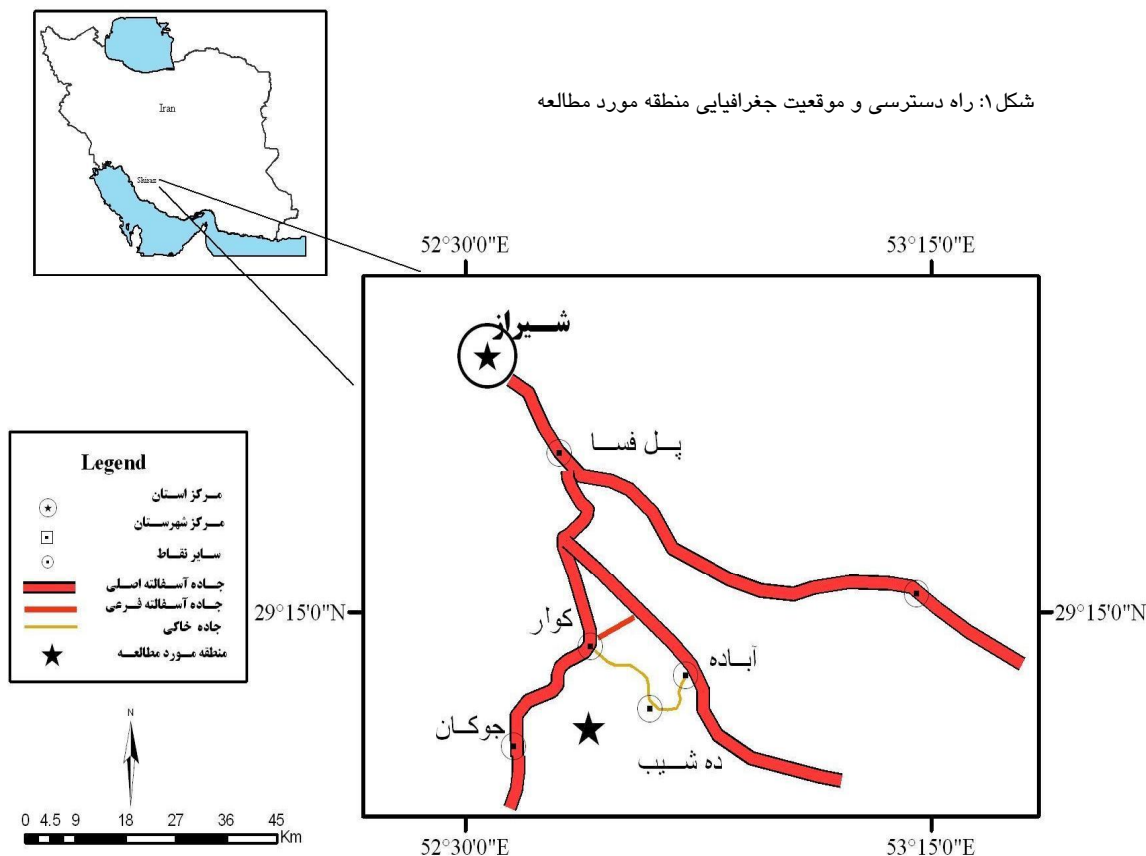 شکل۱: راه دسترسی و موقعیت جغرافیایی منطقه مورد مطالعه
Iran
Shiraz
52°30'0"E
53°15'0"E
شیراز
پل فسا
29°15'0"N
29°15'0"N
کوار
آباده
جوکان
ده شیب
52°30'0"E
53°15'0"E
Legend
مرکز استان
مرکز شهرستان
سایر نقاط
جاده آسفالته اصلی
جاده آسفالته فرعی
جاده خاکی
منطقه مورد مطالعه
N
0 4.5 9 18 27 36 45
Km